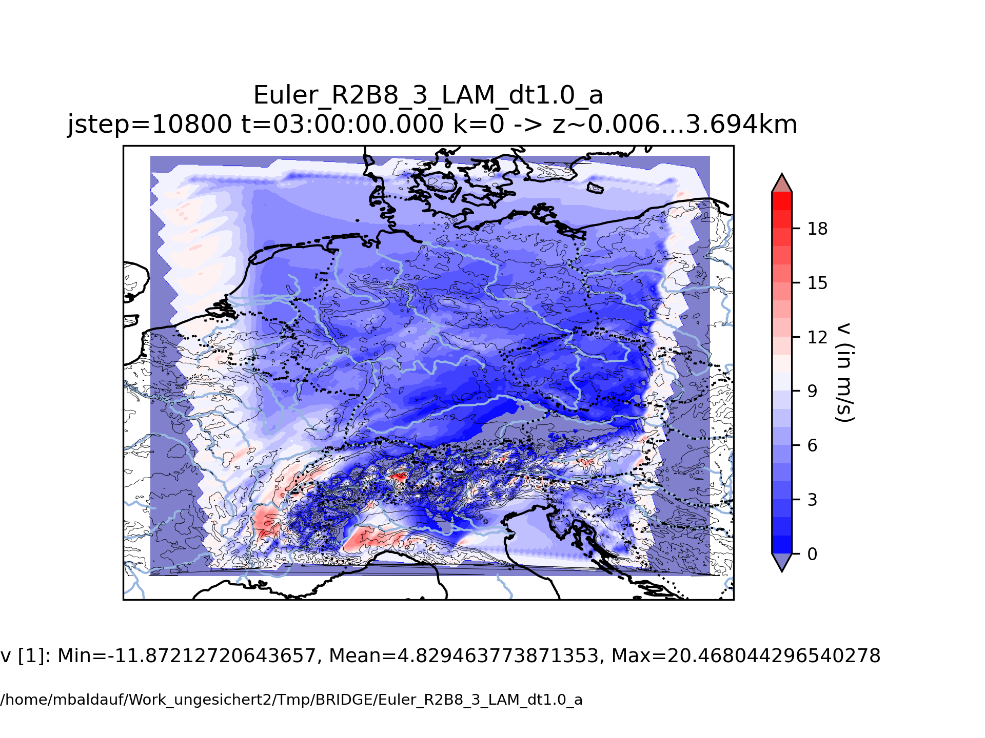 Euler_R2B8_3_LAM_dt1.0_a
jstep=10800 t=03:00:00.000 k=0 -> z~0.006...3.694km
18
15
12
9
6
3
0
v (in m/s)
v [1]: Min=-11.87212720643657, Mean=4.829463773871353, Max=20.468044296540278
/home/mbaldauf/Work_ungesichert2/Tmp/BRIDGE/Euler_R2B8_3_LAM_dt1.0_a